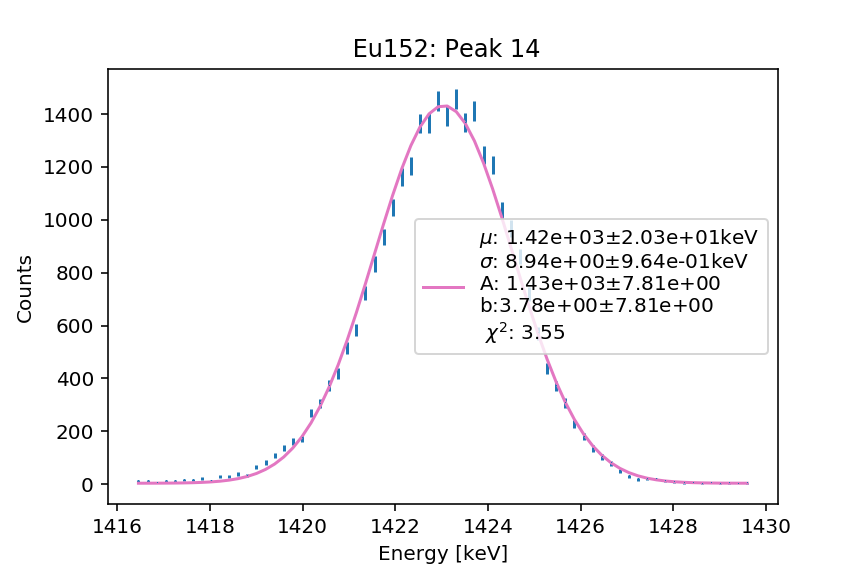 Eu152: Peak 14
Counts
1400
1200
1000
800
600
400
200
0
μ: 1.42e+03±2.03e+01keV
σ: 8.94e+00±9.64e-01keV
A: 1.43e+03±7.81e+00
b:3.78e+00±7.81e+00
χ²: 3.55
1416 1418 1420 1422 1424 1426 1428 1430
Energy [keV]